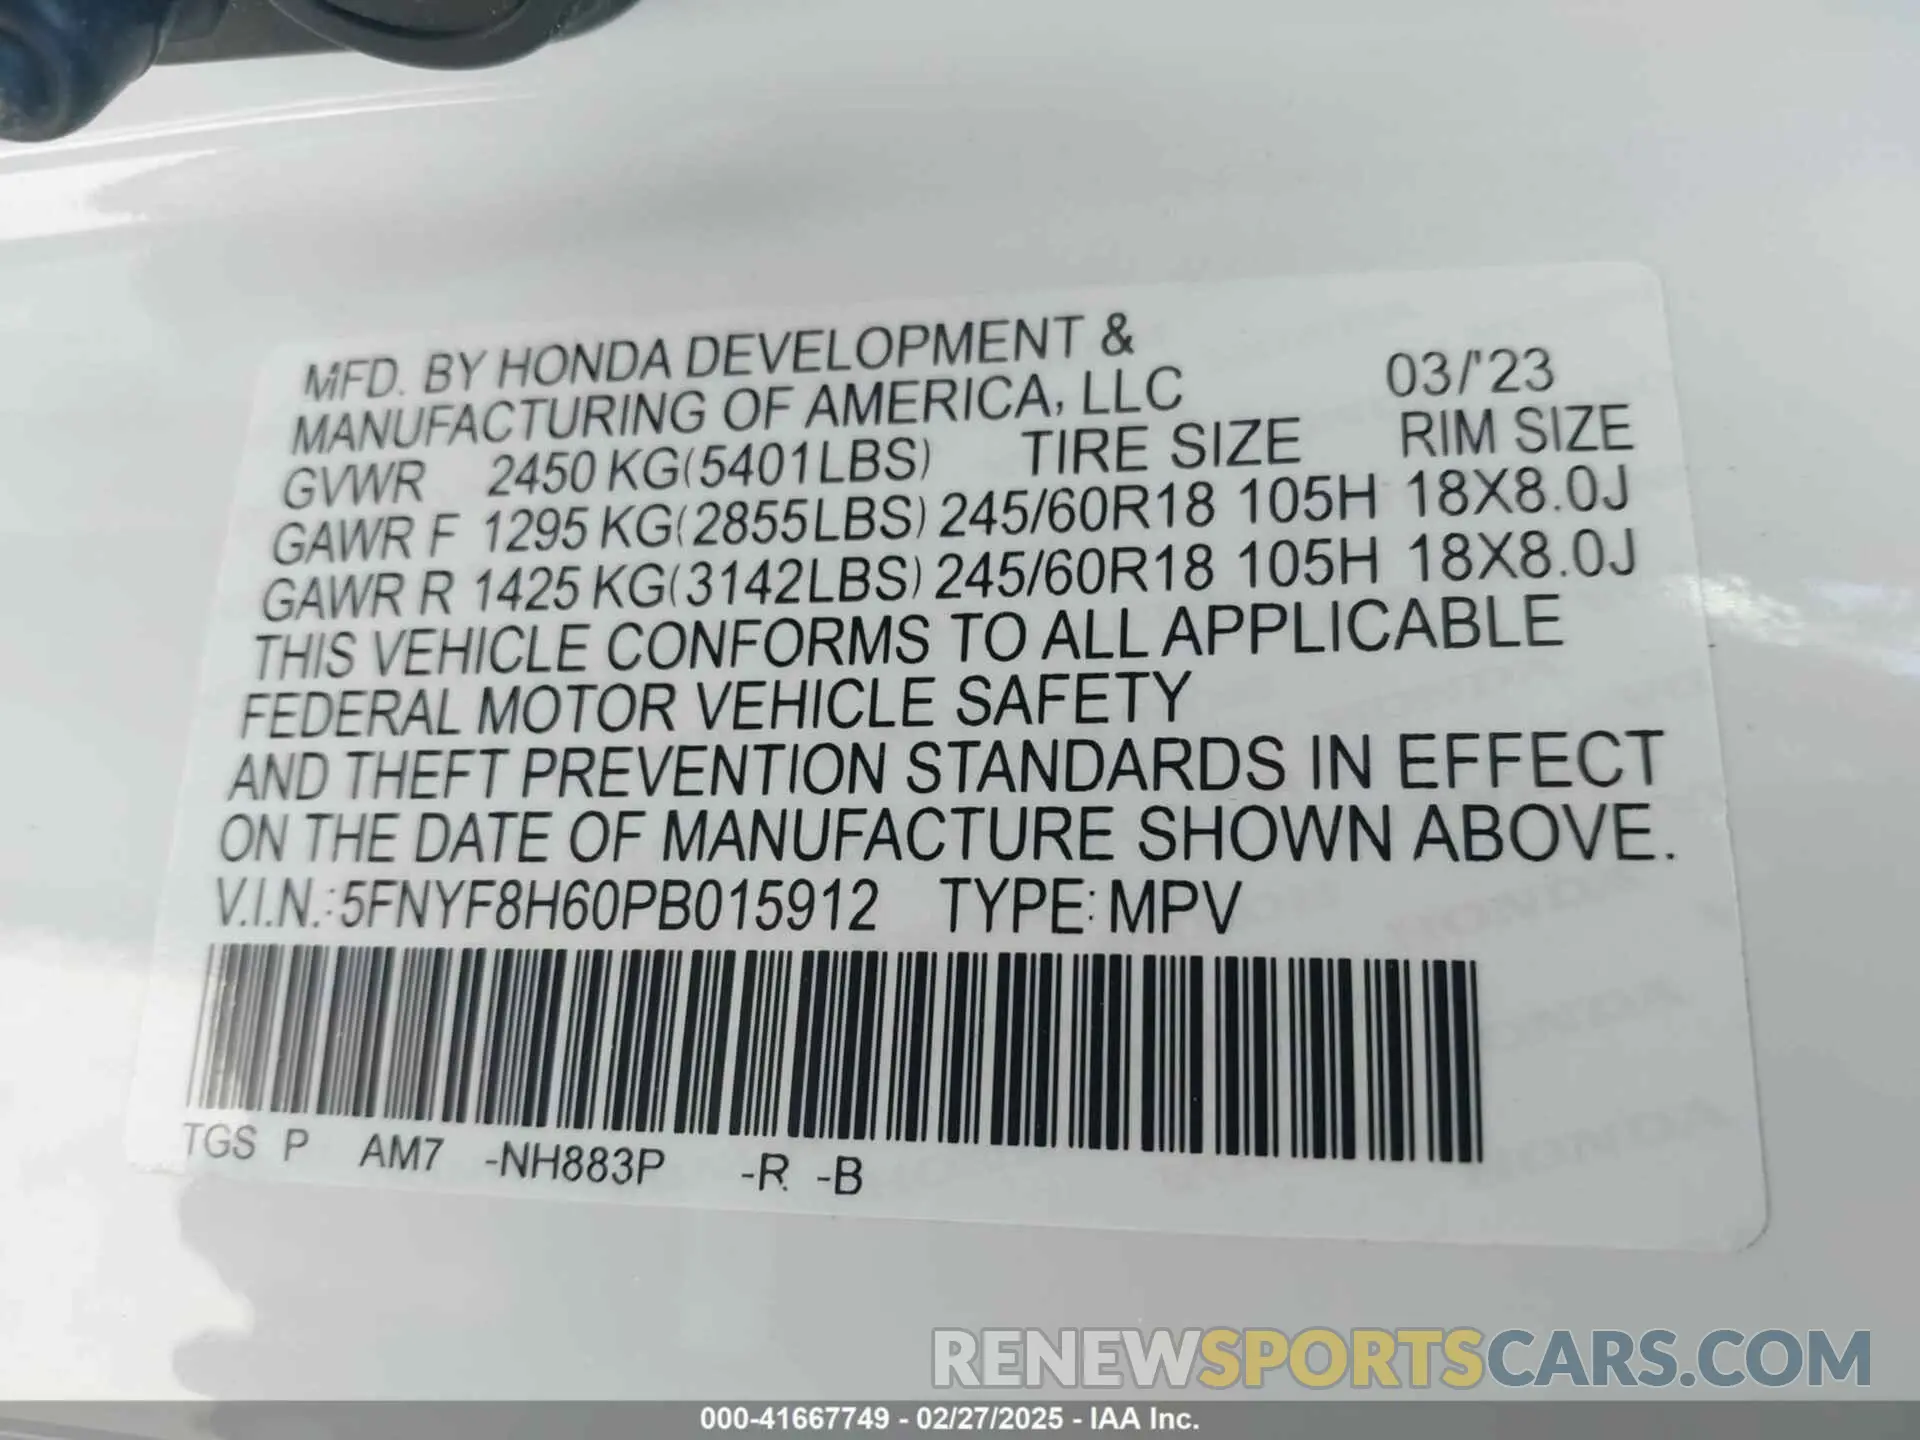 MFD. BY HONDA DEVELOPMENT &
MANUFACTURING OF AMERICA, LLC 03/'23
GVWR 2450 KG(5401LBS) TIRE SIZE RIM SIZE
GAWR F 1295 KG(2855LBS) 245/60R18 105H 18X8.0J
GAWR R 1425 KG(3142LBS) 245/60R18 105H 18X8.0J
THIS VEHICLE CONFORMS TO ALL APPLICABLE
FEDERAL MOTOR VEHICLE SAFETY
AND THEFT PREVENTION STANDARDS IN EFFECT
ON THE DATE OF MANUFACTURE SHOWN ABOVE.
V.I.N.:5FNYF8H60PB015912 TYPE: MPV
TGS P AM7 -NH883P -R -B
HONDA
HONDA
HONDA
RENEWSPORTSCARS.COM
000-41667749 - 02/27/2025 - IAA Inc.